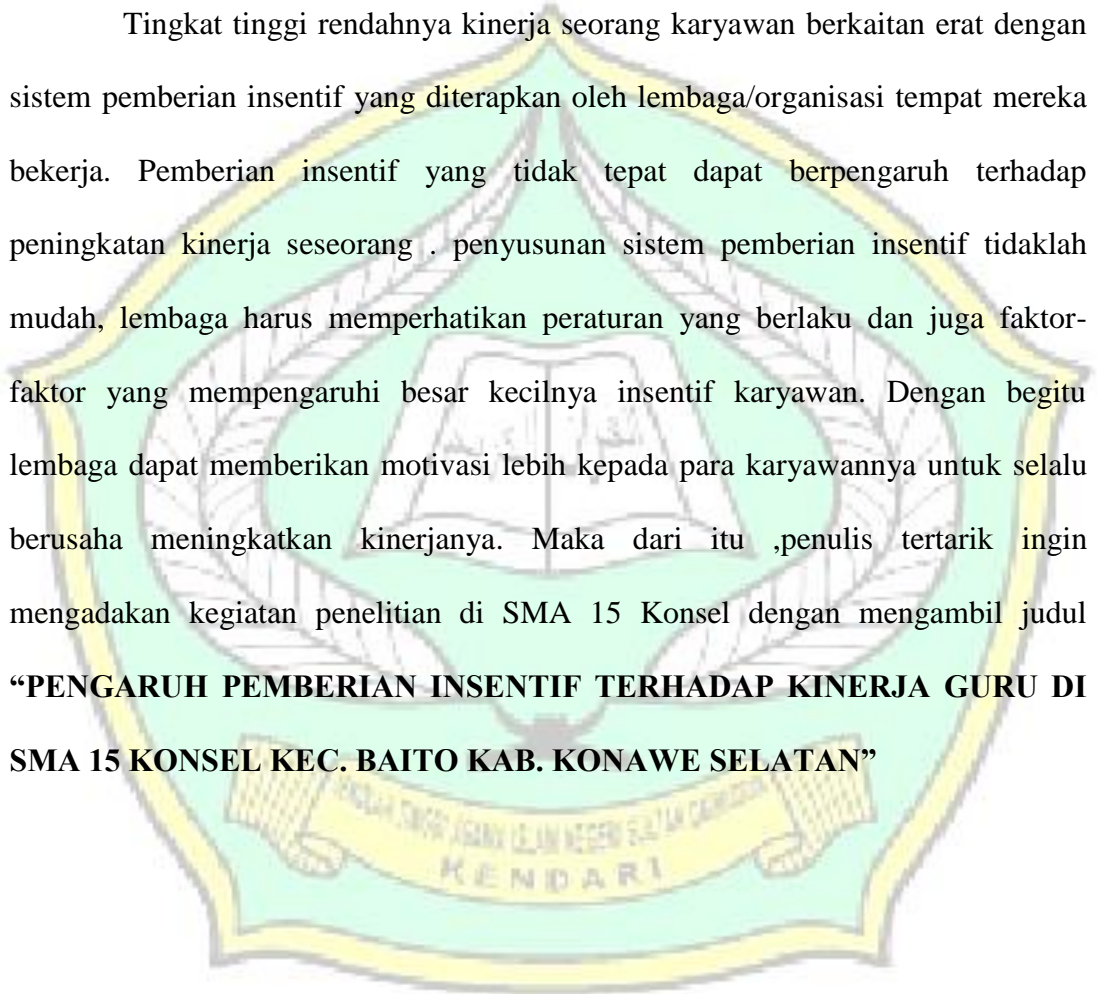 Tingkat tinggi rendahnya kinerja seorang karyawan berkaitan erat dengan
sistem pemberian insentif yang diterapkan oleh lembaga/organisasi tempat mereka
bekerja. Pemberian insentif yang tidak tepat dapat berpengaruh terhadap
peningkatan kinerja seseorang . penyusunan sistem pemberian insentif tidaklah
mudah, lembaga harus memperhatikan peraturan yang berlaku dan juga faktor-
faktor yang mempengaruhi besar kecilnya insentif karyawan. Dengan begitu
lembaga dapat memberikan motivasi lebih kepada para karyawannya untuk selalu
berusaha meningkatkan kinerjanya. Maka dari itu ,penulis tertarik ingin
mengadakan kegiatan penelitian di SMA 15 Konsel dengan mengambil judul
“PENGARUH PEMBERIAN INSENTIF TERHADAP KINERJA GURU DI
SMA 15 KONSEL KEC. BAITO KAB. KONAWE SELATAN”
KENDARI